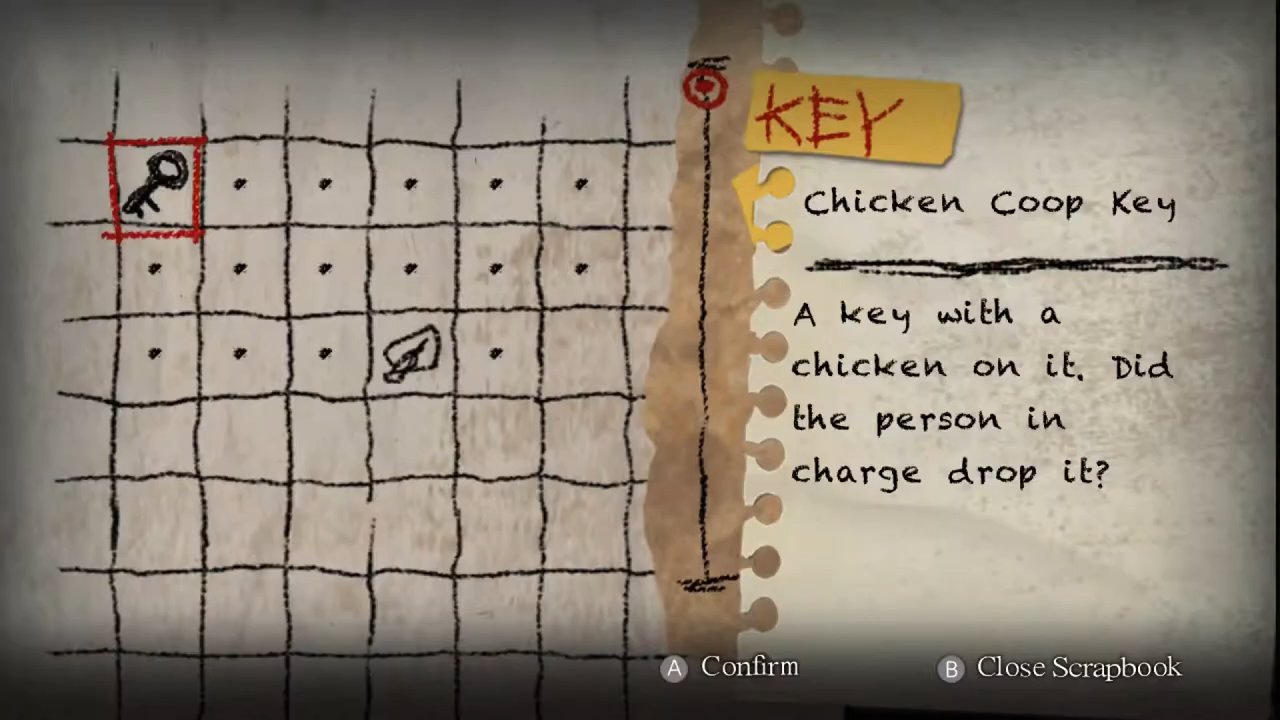 KEY
Chicken Coop Key
A key with a
chicken on it. Did
the person in
charge drop it?
A Confirm
B Close Scrapbook